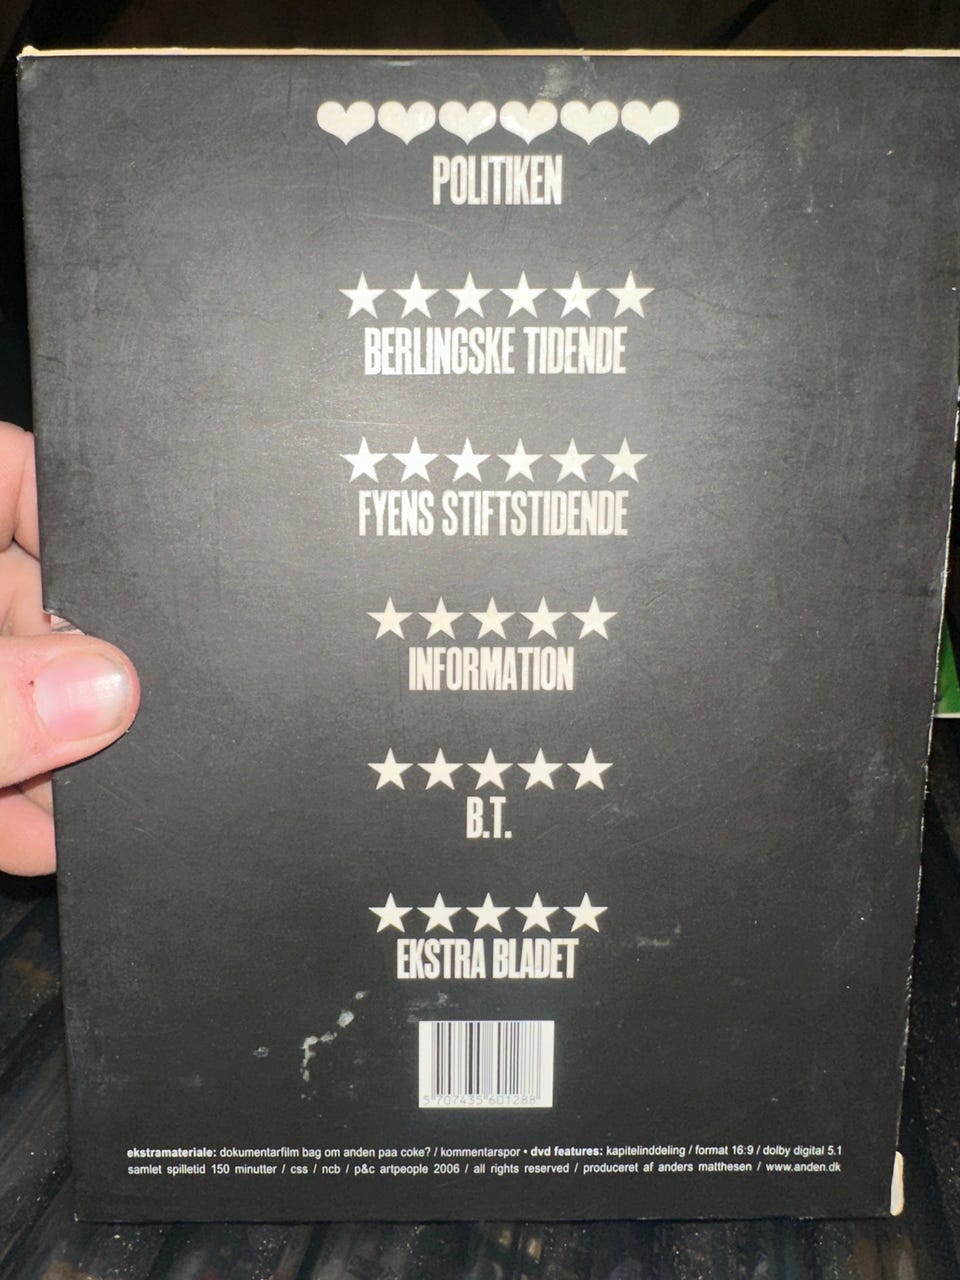 POLITIKEN
BERLINGSKE TIDENDE
FYENS STIFTSTIDENDE
INFORMATION
B.T.
EKSTRA BLADET
5 707435 601288
ekstramateriale: dokumentarfilm bag om anden paa coke? / kommentarspor • dvd features: kapitelinddeling / format 16:9 / dolby digital 5.1
samlet spilletid 150 minutter / css / ncb / p&c artpeople 2006 / all rights reserved / produceret af anders matthesen / www.anden.dk